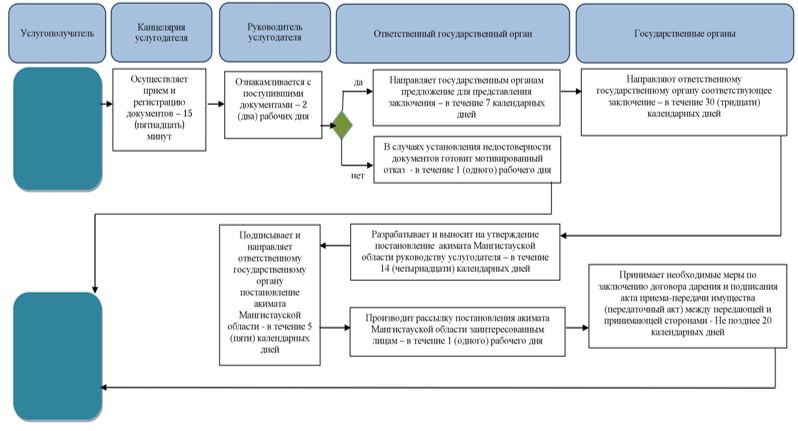 Услугополучатель
Канцелярия
услугодателя
Руководитель
услугодателя
Ответственный государственный орган
Государственные органы
Осуществляет
прием и
регистрацию
документов – 15
(пятнадцать)
минут
Ознакамливается с
поступившими
документами – 2
(два) рабочих дня
да
нет
Направляет государственным органам
предложение для представления
заключения – в течение 7 календарных
дней
Направляют ответственному
государственному органу соответствующее
заключение – в течение 30 (тридцати)
календарных дней
В случаях установления недостоверности
документов готовит мотивированный
отказ - в течение 1 (одного) рабочего дня
Подписывает и
направляет
ответственному
государственному
органу
постановление
акимата
Мангистауской
области - в течение 5
(пяти) календарных
дней
Разрабатывает и выносит на утверждение
постановление акимата Мангистауской
области руководству услугодателя – в течение
14 (четырнадцати) календарных дней
Производит рассылку постановления акимата
Мангистауской области заинтересованным
лицам – в течение 1 (одного) рабочего дня
Принимает необходимые меры по
заключению договора дарения и подписания
акта приема-передачи имущества
(передаточный акт) между передающей и
принимающей сторонами - Не позднее 20
календарных дней